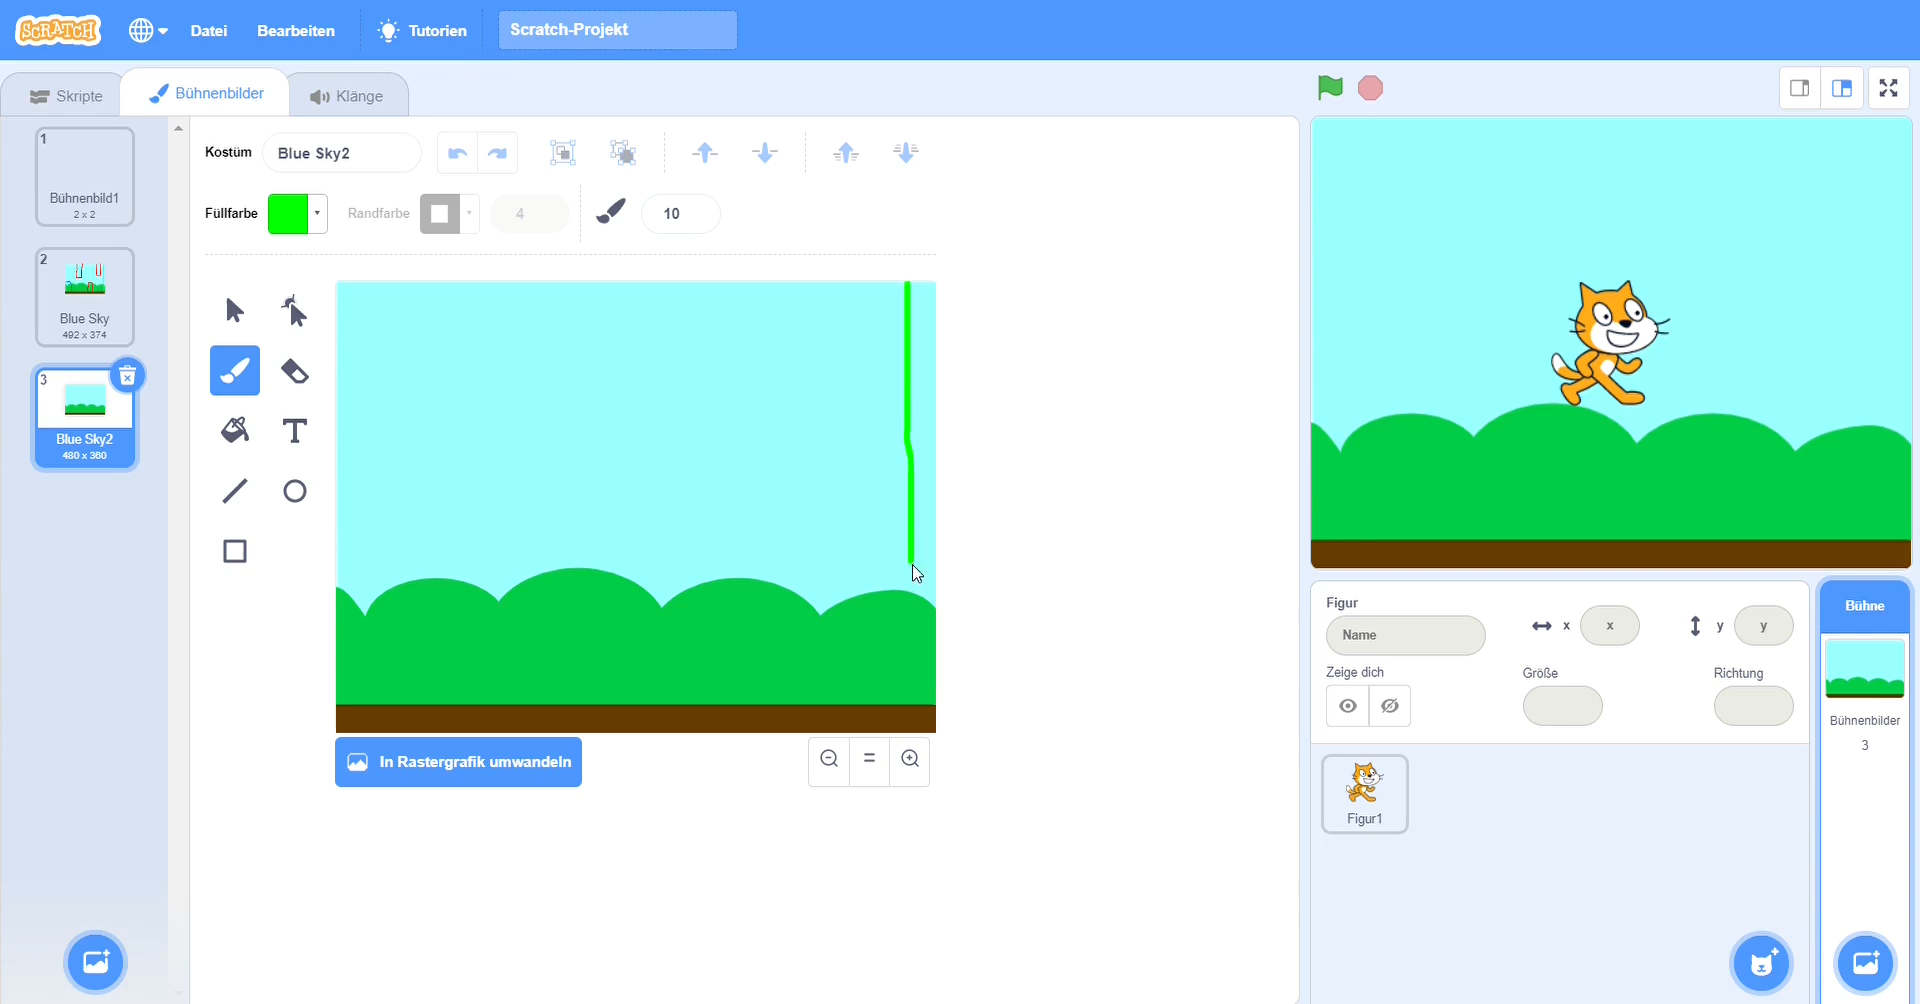 SCRATCH
Datei
Bearbeiten
Tutorien
Scratch-Projekt
Skripte
Bühnenbilder
Klänge
1
Bühnenbild1
2 x 2
2
Blue Sky
492 x 374
3
Blue Sky2
480 x 360
Kostüm
Blue Sky2
Füllfarbe
Randfarbe
4
10
In Rastergrafik umwandeln
Figur
Name
x
x
y
y
Zeige dich
Größe
Richtung
Figur1
Bühne
Bühnenbilder
3